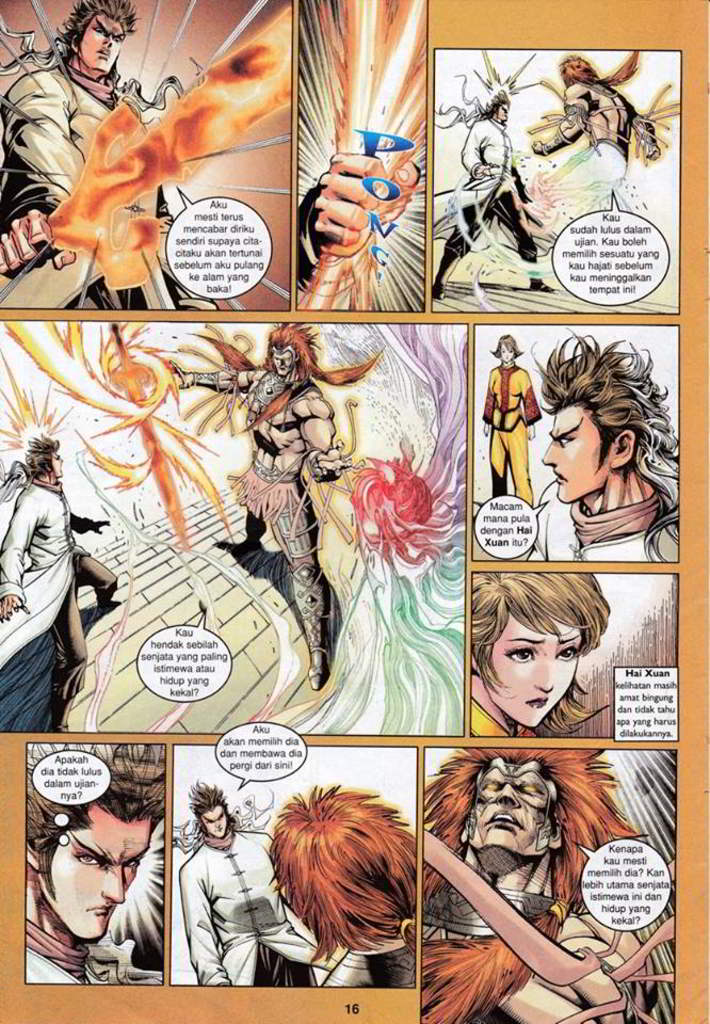 Aku
mesti terus
mencabar diriku
sendiri supaya cita-
citaku akan tertunai
sebelum aku pulang
ke alam yang
baka!
PONG
Kau
sudah lulus dalam
ujian. Kau boleh
memilih sesuatu yang
kau hajati sebelum
kau meninggalkan
tempat ini!
Kau
hendak sebilah
senjata yang paling
istimewa atau
hidup yang
kekal?
Macam
mana pula
dengan Hai
Xuan itu?
Hai Xuan
kelihatan masih
amat bingung
dan tidak tahu
apa yang harus
dilakukannya.
Apakah
dia tidak lulus
dalam ujian-
nya?
Aku
akan memilih dia
dan membawa dia
pergi dari sini!
Kenapa
kau mesti
memilih dia? Kan
lebih utama senjata
istimewa ini dan
hidup yang
kekal?
16